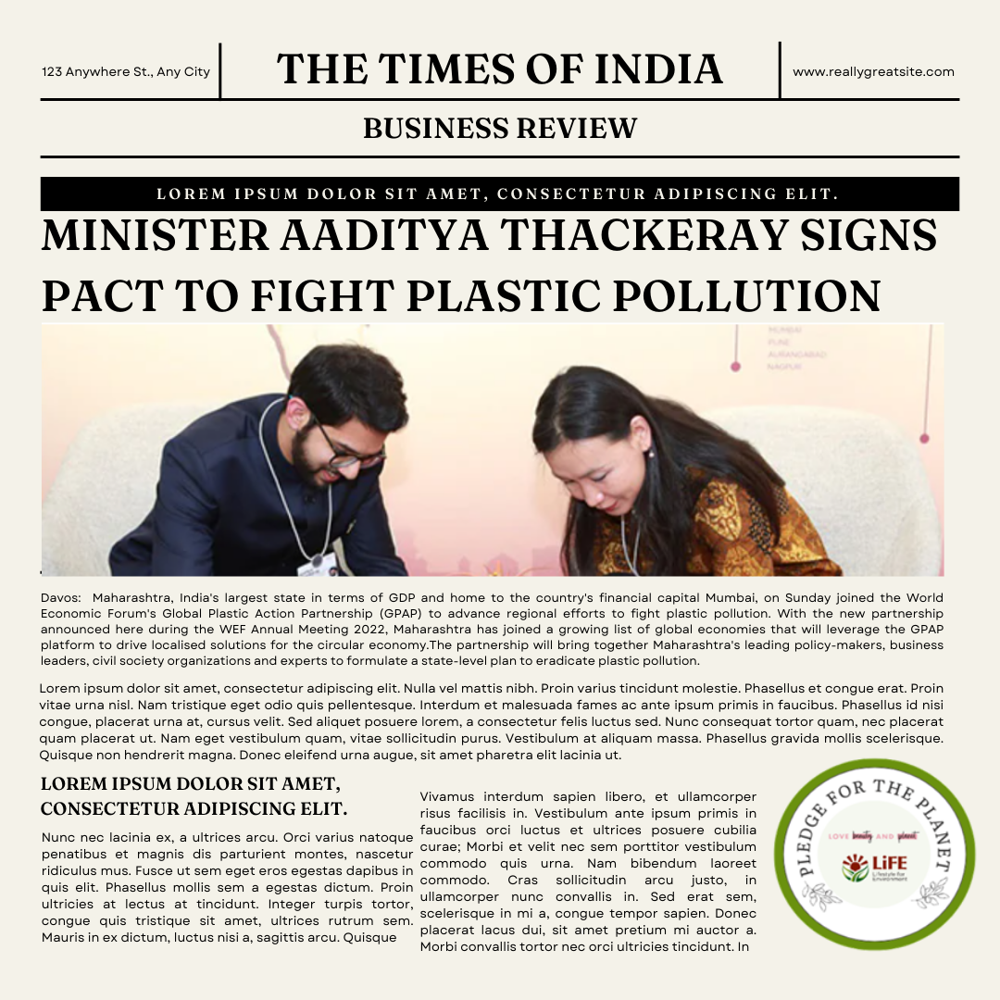 123 Anywhere St., Any City
THE TIMES OF INDIA
www.reallygreatsite.com
BUSINESS REVIEW
LOREM IPSUM DOLOR SIT AMET, CONSECTETUR ADIPISCING ELIT.
MINISTER AADITYA THACKERAY SIGNS
PACT TO FIGHT PLASTIC POLLUTION
MUMBAI
PUNE
AURANGABAD
NAGPUR
Davos: Maharashtra, India's largest state in terms of GDP and home to the country's financial capital Mumbai, on Sunday joined the World
Economic Forum's Global Plastic Action Partnership (GPAP) to advance regional efforts to fight plastic pollution. With the new partnership
announced here during the WEF Annual Meeting 2022, Maharashtra has joined a growing list of global economies that will leverage the GPAP
platform to drive localised solutions for the circular economy.The partnership will bring together Maharashtra's leading policy-makers, business
leaders, civil society organizations and experts to formulate a state-level plan to eradicate plastic pollution.
Lorem ipsum dolor sit amet, consectetur adipiscing elit. Nulla vel mattis nibh. Proin varius tincidunt molestie. Phasellus et congue erat. Proin
vitae urna nisl. Nam tristique eget odio quis pellentesque. Interdum et malesuada fames ac ante ipsum primis in faucibus. Phasellus id nisi
congue, placerat urna at, cursus velit. Sed aliquet posuere lorem, a consectetur felis luctus sed. Nunc consequat tortor quam, nec placerat
quam placerat ut. Nam eget vestibulum quam, vitae sollicitudin purus. Vestibulum at aliquam massa. Phasellus gravida mollis scelerisque.
Quisque non hendrerit magna. Donec eleifend urna augue, sit amet pharetra elit lacinia ut.
LOREM IPSUM DOLOR SIT AMET,
CONSECTETUR ADIPISCING ELIT.
Nunc nec lacinia ex, a ultrices arcu. Orci varius natoque
penatibus et magnis dis parturient montes, nascetur
ridiculus mus. Fusce ut sem eget eros egestas dapibus in
quis elit. Phasellus mollis sem a egestas dictum. Proin
ultricies at lectus at tincidunt. Integer turpis tortor,
congue quis tristique sit amet, ultrices rutrum sem.
Mauris in ex dictum, luctus nisi a, sagittis arcu. Quisque
Vivamus interdum sapien libero, et ullamcorper
risus facilisis in. Vestibulum ante ipsum primis in
faucibus orci luctus et ultrices posuere cubilia
curae; Morbi et velit nec sem porttitor vestibulum
commodo quis urna. Nam bibendum laoreet
commodo. Cras sollicitudin arcu justo, in
ullamcorper nunc convallis in. Sed erat sem,
scelerisque in mi a, congue tempor sapien. Donec
placerat lacus dui, sit amet pretium mi auctor a.
Morbi convallis tortor nec orci ultricies tincidunt. In
PLEDGE FOR THE PLANET
LOVE beauty AND planet
LiFE
Lifestyle for
Environment